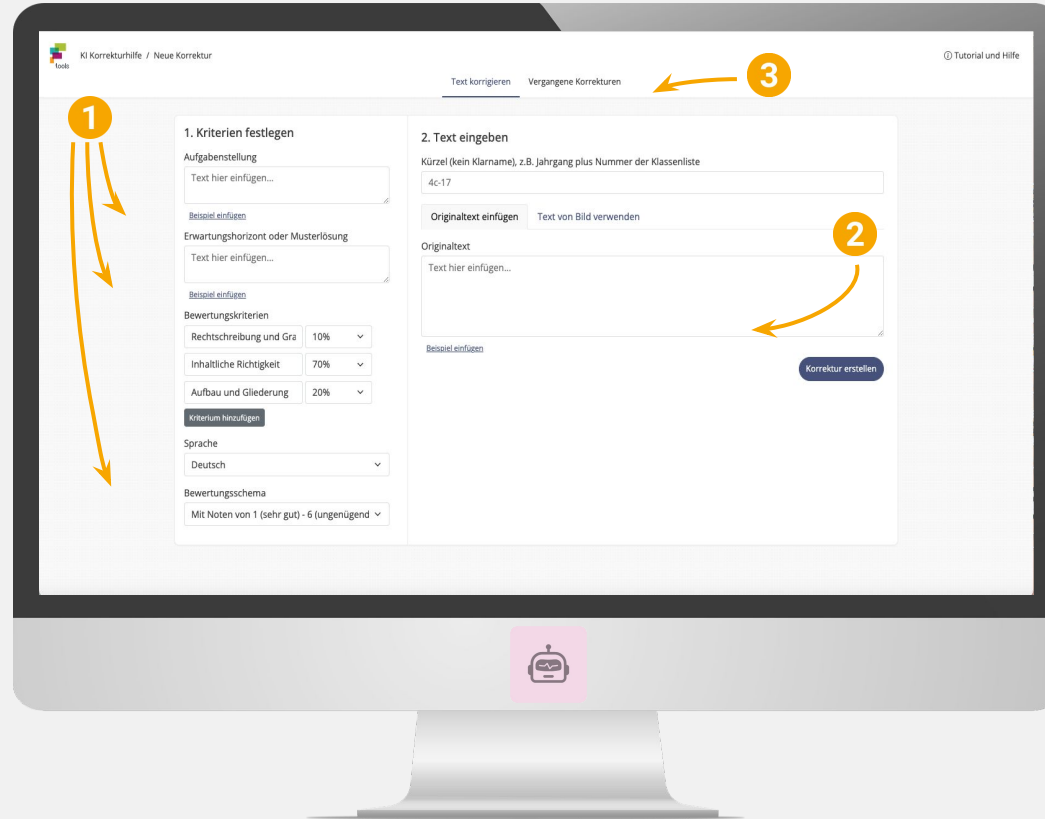 tools
KI Korrekturhilfe / Neue Korrektur
Tutorial und Hilfe
Text korrigieren
Vergangene Korrekturen
3
1
1. Kriterien festlegen
Aufgabenstellung
Text hier einfügen...
Beispiel einfügen
Erwartungshorizont oder Musterlösung
Text hier einfügen...
Beispiel einfügen
Bewertungskriterien
Rechtschreibung und Gra 10%
Inhaltliche Richtigkeit 70%
Aufbau und Gliederung 20%
Kriterium hinzufügen
Sprache
Deutsch
Bewertungsschema
Mit Noten von 1 (sehr gut) - 6 (ungenügend
2. Text eingeben
Kürzel (kein Klarname), z.B. Jahrgang plus Nummer der Klassenliste
4c-17
Originaltext einfügen
Text von Bild verwenden
2
Originaltext
Text hier einfügen...
Beispiel einfügen
Korrektur erstellen